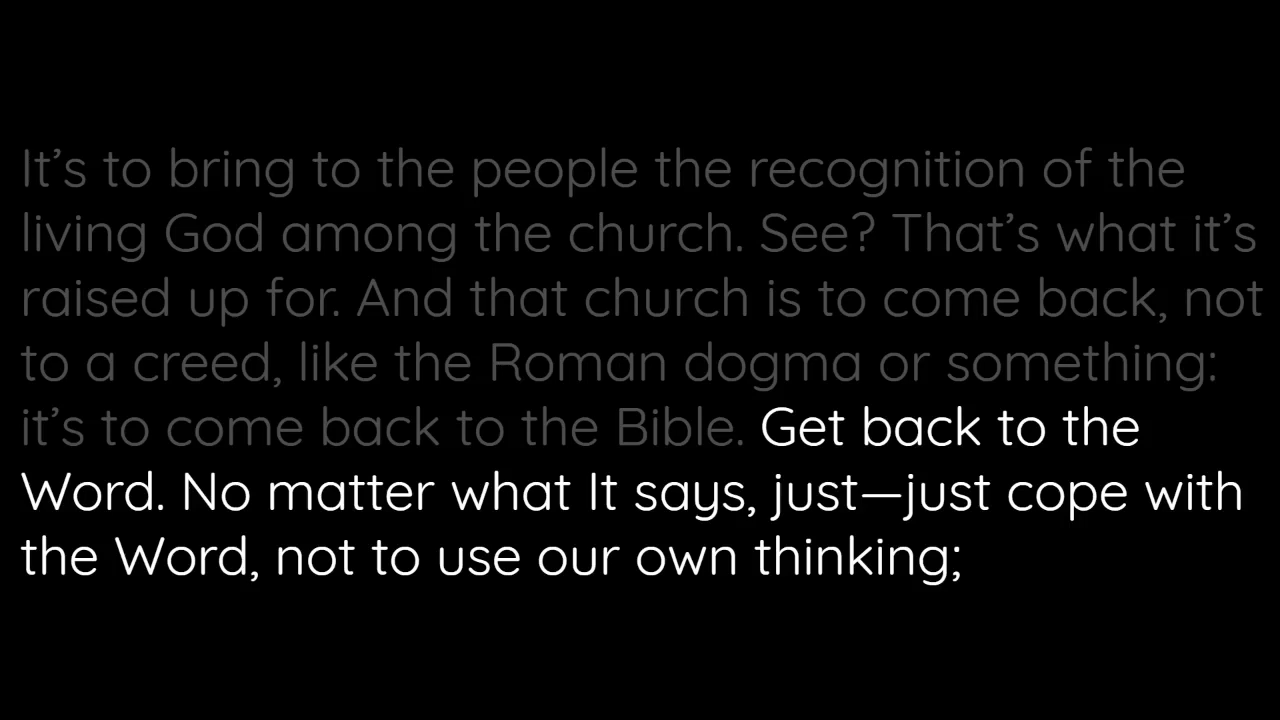 It’s to bring to the people the recognition of the
living God among the church. See? That’s what it’s
raised up for. And that church is to come back, not
to a creed, like the Roman dogma or something:
it’s to come back to the Bible. Get back to the
Word. No matter what It says, just—just cope with
the Word, not to use our own thinking;